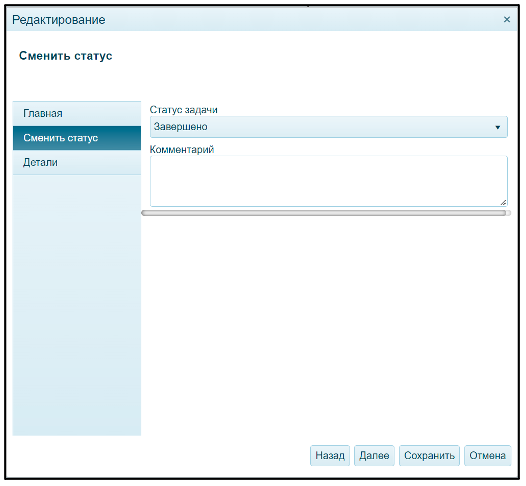 Редактирование
Сменить статус
Главная
Сменить статус
Детали
Статус задачи
Завершено
Комментарий
Назад Далее Сохранить Отмена